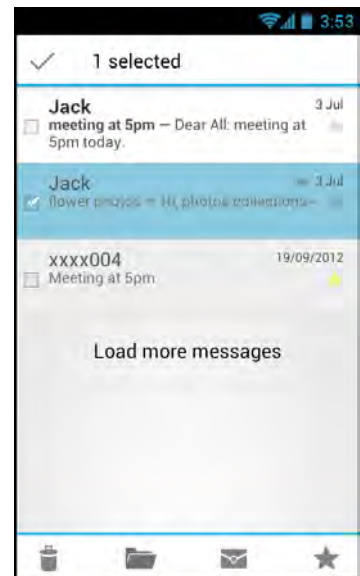 3:53
1 selected
Jack 3 Jul
meeting at 5pm – Dear All: meeting at
5pm today.
Jack 3 Jul
flower photos – Hi, photos collections~
xxxx004 19/09/2012
Meeting at 5pm
Load more messages